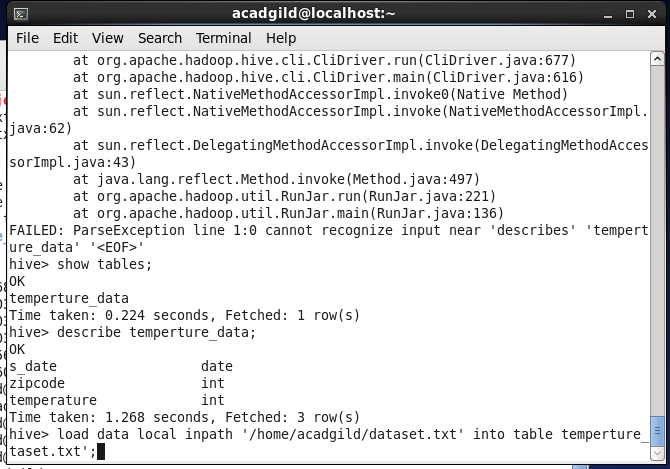 acadgild@localhost:~
File Edit View Search Terminal Help
at org.apache.hadoop.hive.cli.CliDriver.run(CliDriver.java:677)
at org.apache.hadoop.hive.cli.CliDriver.main(CliDriver.java:616)
at sun.reflect.NativeMethodAccessorImpl.invoke0(Native Method)
at sun.reflect.NativeMethodAccessorImpl.invoke(NativeMethodAccessorImpl.
java:62)
at sun.reflect.DelegatingMethodAccessorImpl.invoke(DelegatingMethodAcces
sorImpl.java:43)
at java.lang.reflect.Method.invoke(Method.java:497)
at org.apache.hadoop.util.RunJar.run(RunJar.java:221)
at org.apache.hadoop.util.RunJar.main(RunJar.java:136)
FAILED: ParseException line 1:0 cannot recognize input near 'describes' 'tempert
ure_data' '<EOF>'
hive> show tables;
OK
temperture_data
Time taken: 0.224 seconds, Fetched: 1 row(s)
hive> describe temperture_data;
OK
s_date date
zipcode int
temperature int
Time taken: 1.268 seconds, Fetched: 3 row(s)
hive> load data local inpath '/home/acadgild/dataset.txt' into table temperture_
taset.txt';